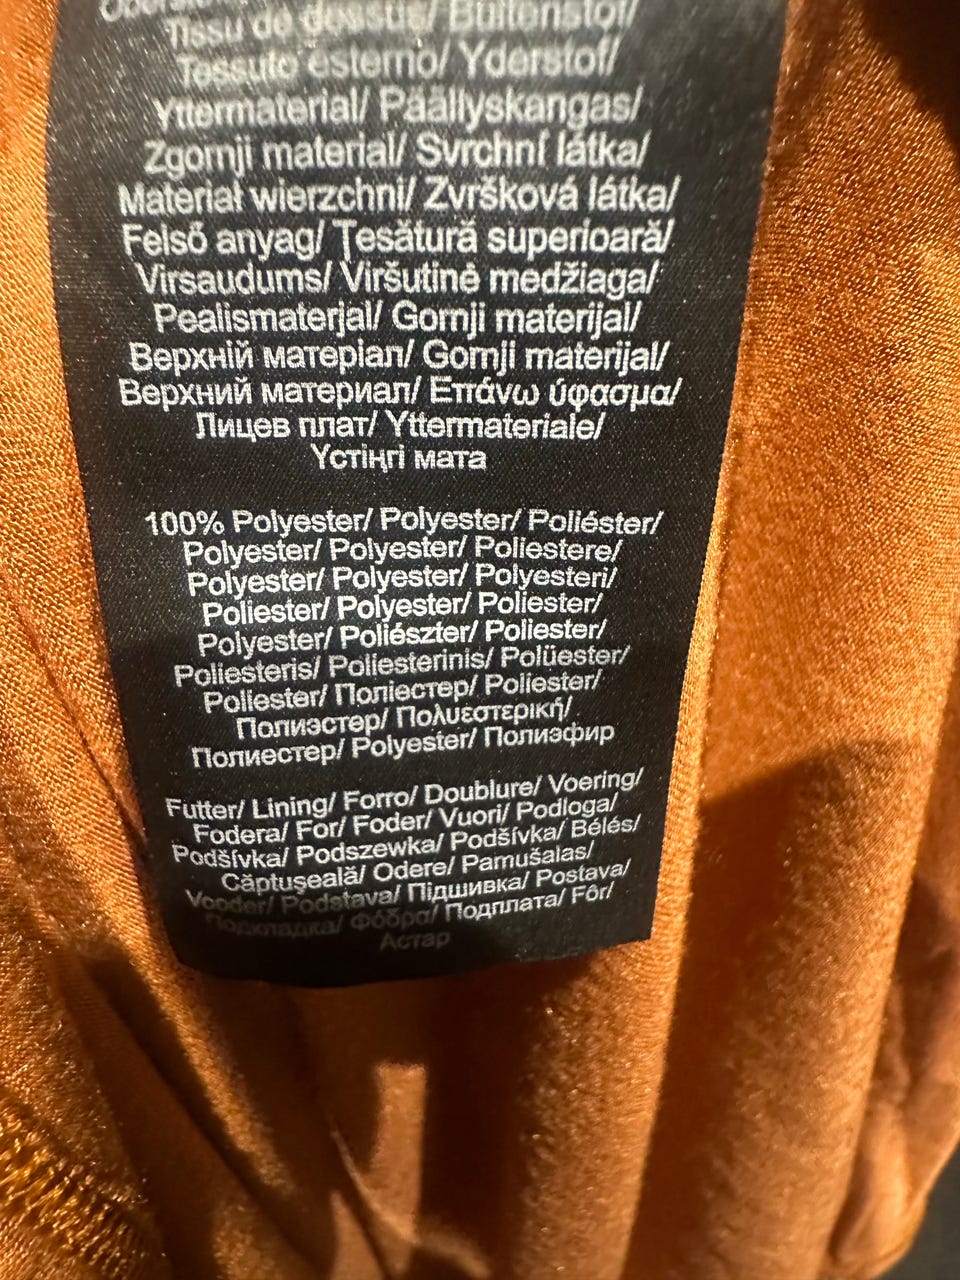 Tissu de dessus/ Buitenstof/
Tessuto esterno/ Yderstof/
Yttermaterial/ Päällyskangas/
Zgornji material/ Svrchní látka/
Materiał wierzchni/ Zvršková látka/
Felső anyag/ Țesătură superioară/
Virsaudums/ Viršutinė medžiaga/
Pealismaterjal/ Gornji materijal/
Верхній матеріал/ Gornji materijal/
Верхний материал/ Επάνω ύφασμα/
Лицев плат/ Yttermateriale/
Үстіңгі мата
100% Polyester/ Polyester/ Poliéster/
Polyester/ Polyester/ Poliestere/
Polyester/ Polyester/ Polyesteri/
Poliester/ Polyester/ Poliester/
Polyester/ Poliészter/ Poliester/
Poliesteris/ Poliesterinis/ Polüester/
Poliester/ Поліестер/ Poliester/
Полиэстер/ Πολυεστερική/
Полиестер/ Polyester/ Полиэфир
Futter/ Lining/ Forro/ Doublure/ Voering/
Fodera/ For/ Foder/ Vuori/ Podloga/
Podšívka/ Podszewka/ Podšívka/ Bélés/
Căptuşeală/ Odere/ Pamušalas/
Vooder/ Podstava/ Підшивка/ Postava/
Подкладка/ Φόδρα/ Подплата/ Fôr/
Астар